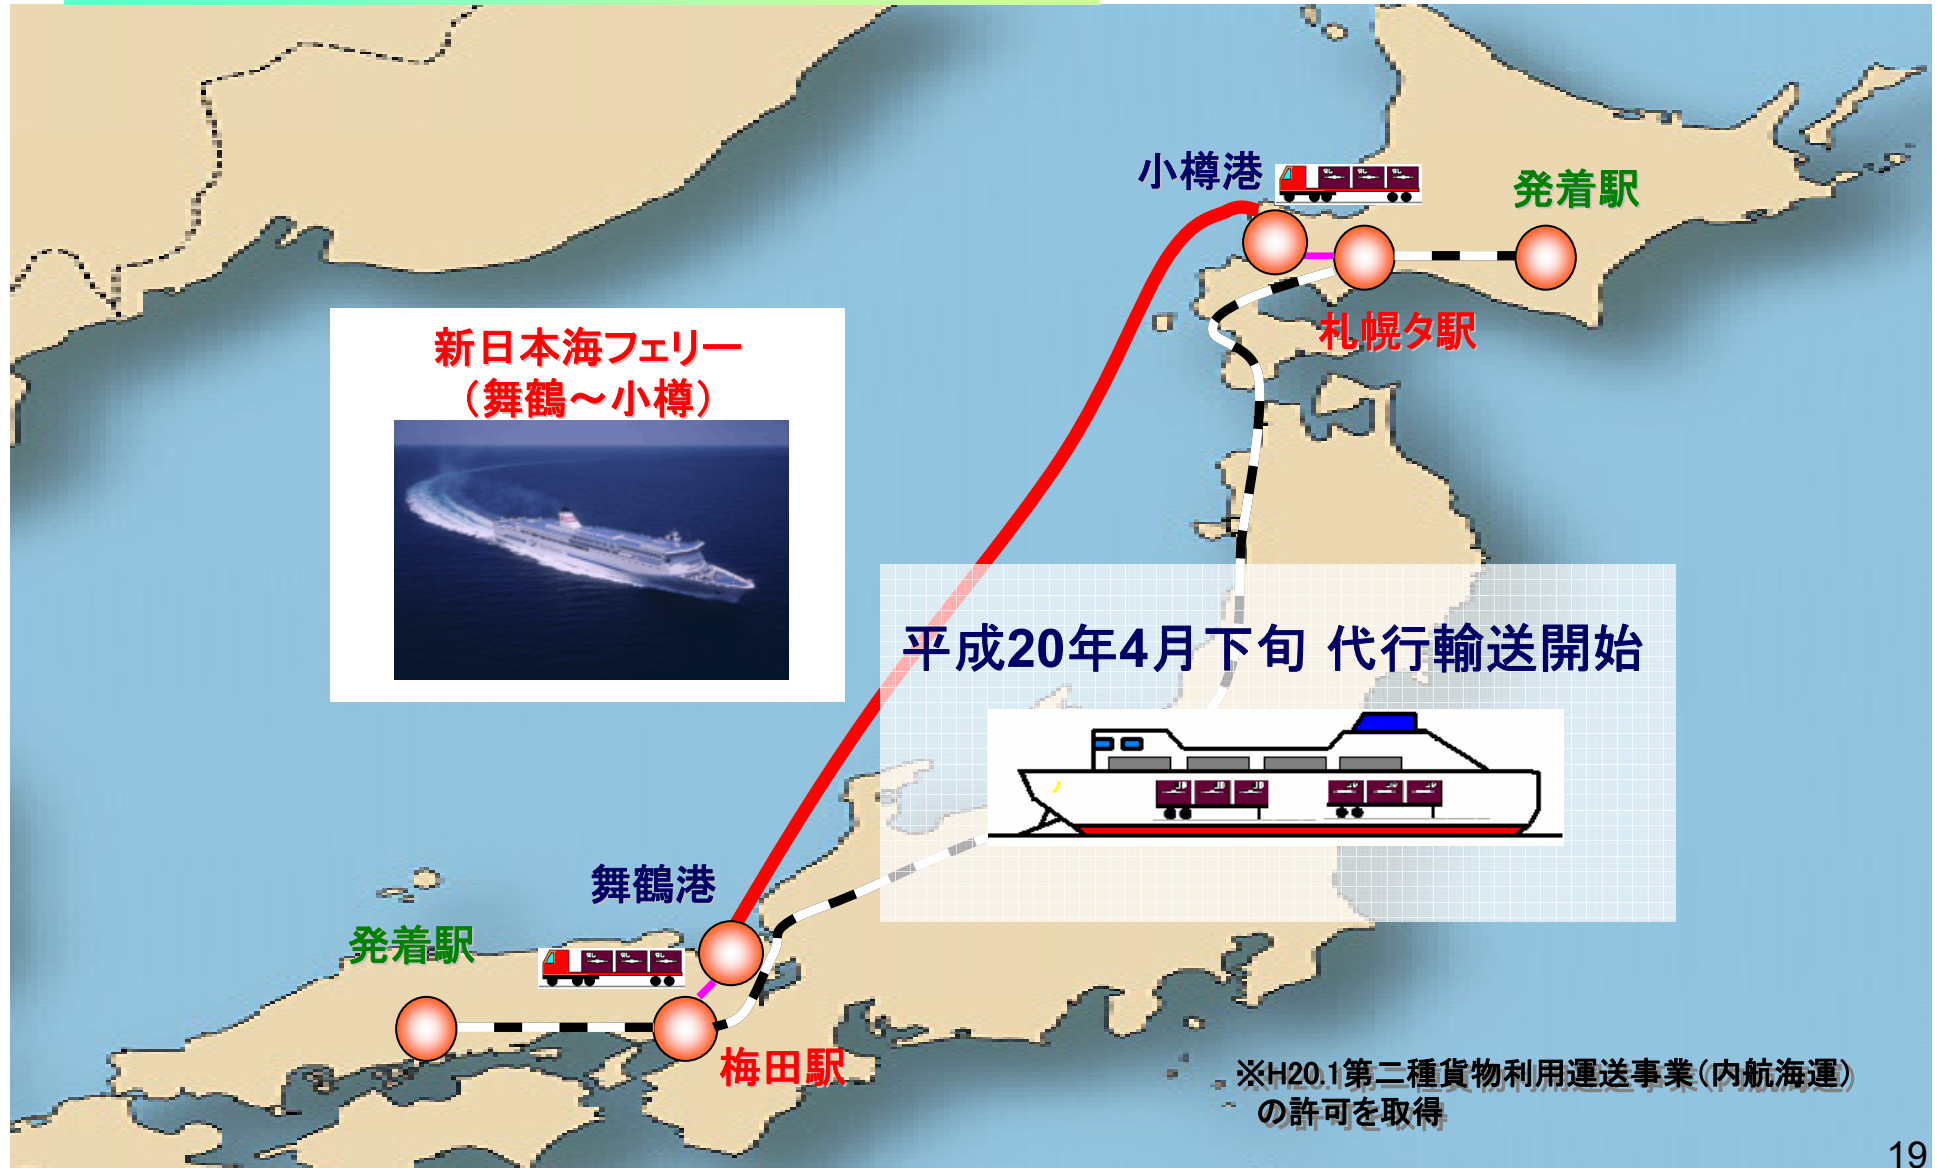 小樽港
発着駅
札幌タ駅
新日本海フェリー
（舞鶴～小樽）
平成20年4月下旬 代行輸送開始
舞鶴港
発着駅
梅田駅
※H20.1第二種貨物利用運送事業（内航海運）
の許可を取得
19